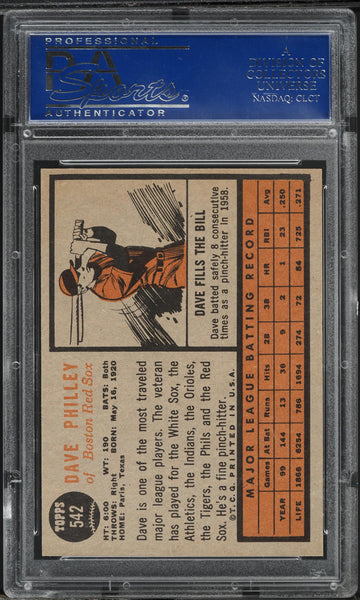 PROFESSIONAL
PSA
Sports
AUTHENTICATOR
A
DIVISION OF
COLLECTORS
UNIVERSE
NASDAQ: CLCT
TOPPS
542
DAVE PHILLEY
of Boston Red Sox
HT: 6:00 WT: 190 BATS: Both
THROWS: Right BORN: May 16, 1920
HOME: Paris, Texas
Dave is one of the most traveled
major league players. The veteran
has played for the White Sox, the
Athletics, the Indians, the Orioles,
the Tigers, the Phils and the Red
Sox. He's a fine pinch-hitter.
©T.C.G. PRINTED IN U.S.A.
DAVE FILLS THE BILL
Dave batted safely 8 consecutive
times as a pinch-hitter in 1958.
MAJOR LEAGUE BATTING RECORD
Games At Bat Runs Hits 2B 3B HR RBI Avg
YEAR 99 144 13 36 9 2 1 23 .250
LIFE 1866 6254 786 1694 274 72 84 725 .271